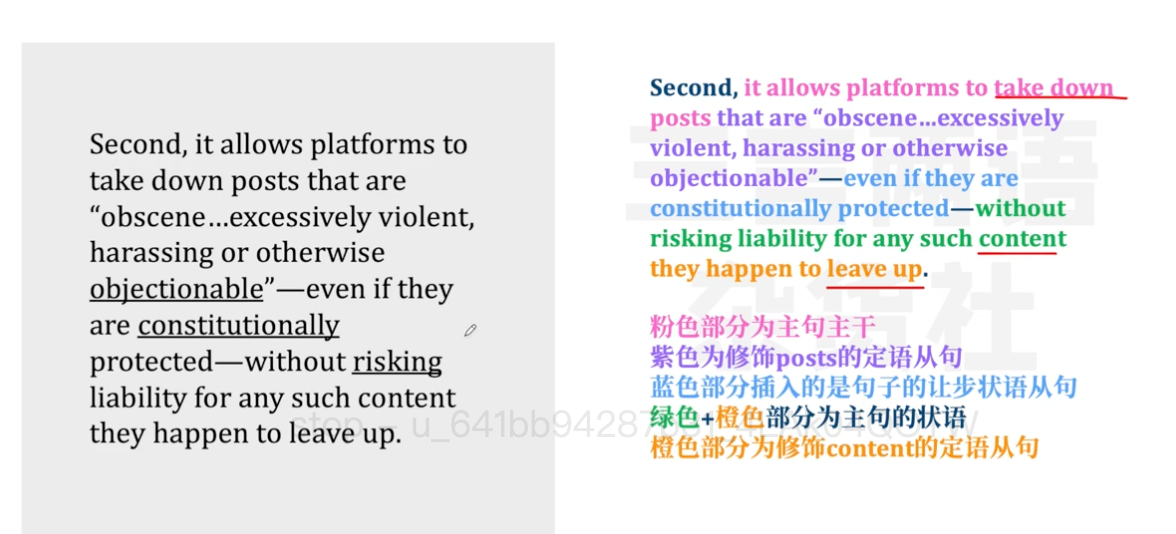 Second, it allows platforms to
take down posts that are
“obscene…excessively violent,
harassing or otherwise
objectionable”—even if they
are constitutionally
protected—without risking
liability for any such content
they happen to leave up.
Second, it allows platforms to take down
posts that are “obscene…excessively
violent, harassing or otherwise
objectionable”—even if they are
constitutionally protected—without
risking liability for any such content
they happen to leave up.
粉色部分为主句主干
紫色为修饰posts的定语从句
蓝色部分插入的是句子的让步状语从句
绿色+橙色部分为主句的状语
橙色部分为修饰content的定语从句